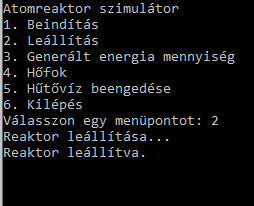 Atomreaktor szimulátor
1. Beindítás
2. Leállítás
3. Generált energia mennyiség
4. Hőfok
5. Hűtővíz beengedése
6. Kilépés
Válasszon egy menüpontot: 2
Reaktor leállítása...
Reaktor leállítva.